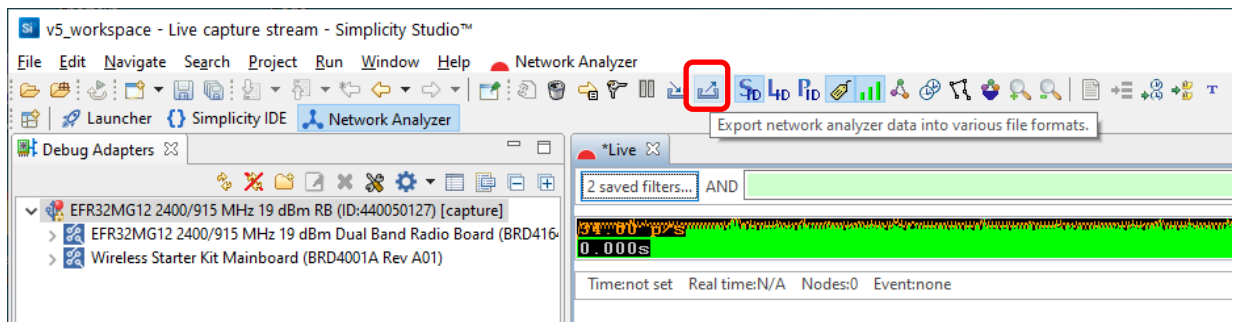 v5_workspace - Live capture stream - Simplicity Studio™
File Edit Navigate Search Project Run Window Help Network Analyzer
Launcher {} Simplicity IDE Network Analyzer
Export network analyzer data into various file formats.
Debug Adapters
*Live
2 saved filters... AND
EFR32MG12 2400/915 MHz 19 dBm RB (ID:440050127) [capture]
EFR32MG12 2400/915 MHz 19 dBm Dual Band Radio Board (BRD416
Wireless Starter Kit Mainboard (BRD4001A Rev A01)
34.00 p/s
0.000s
Time:not set Real time:N/A Nodes:0 Event:none